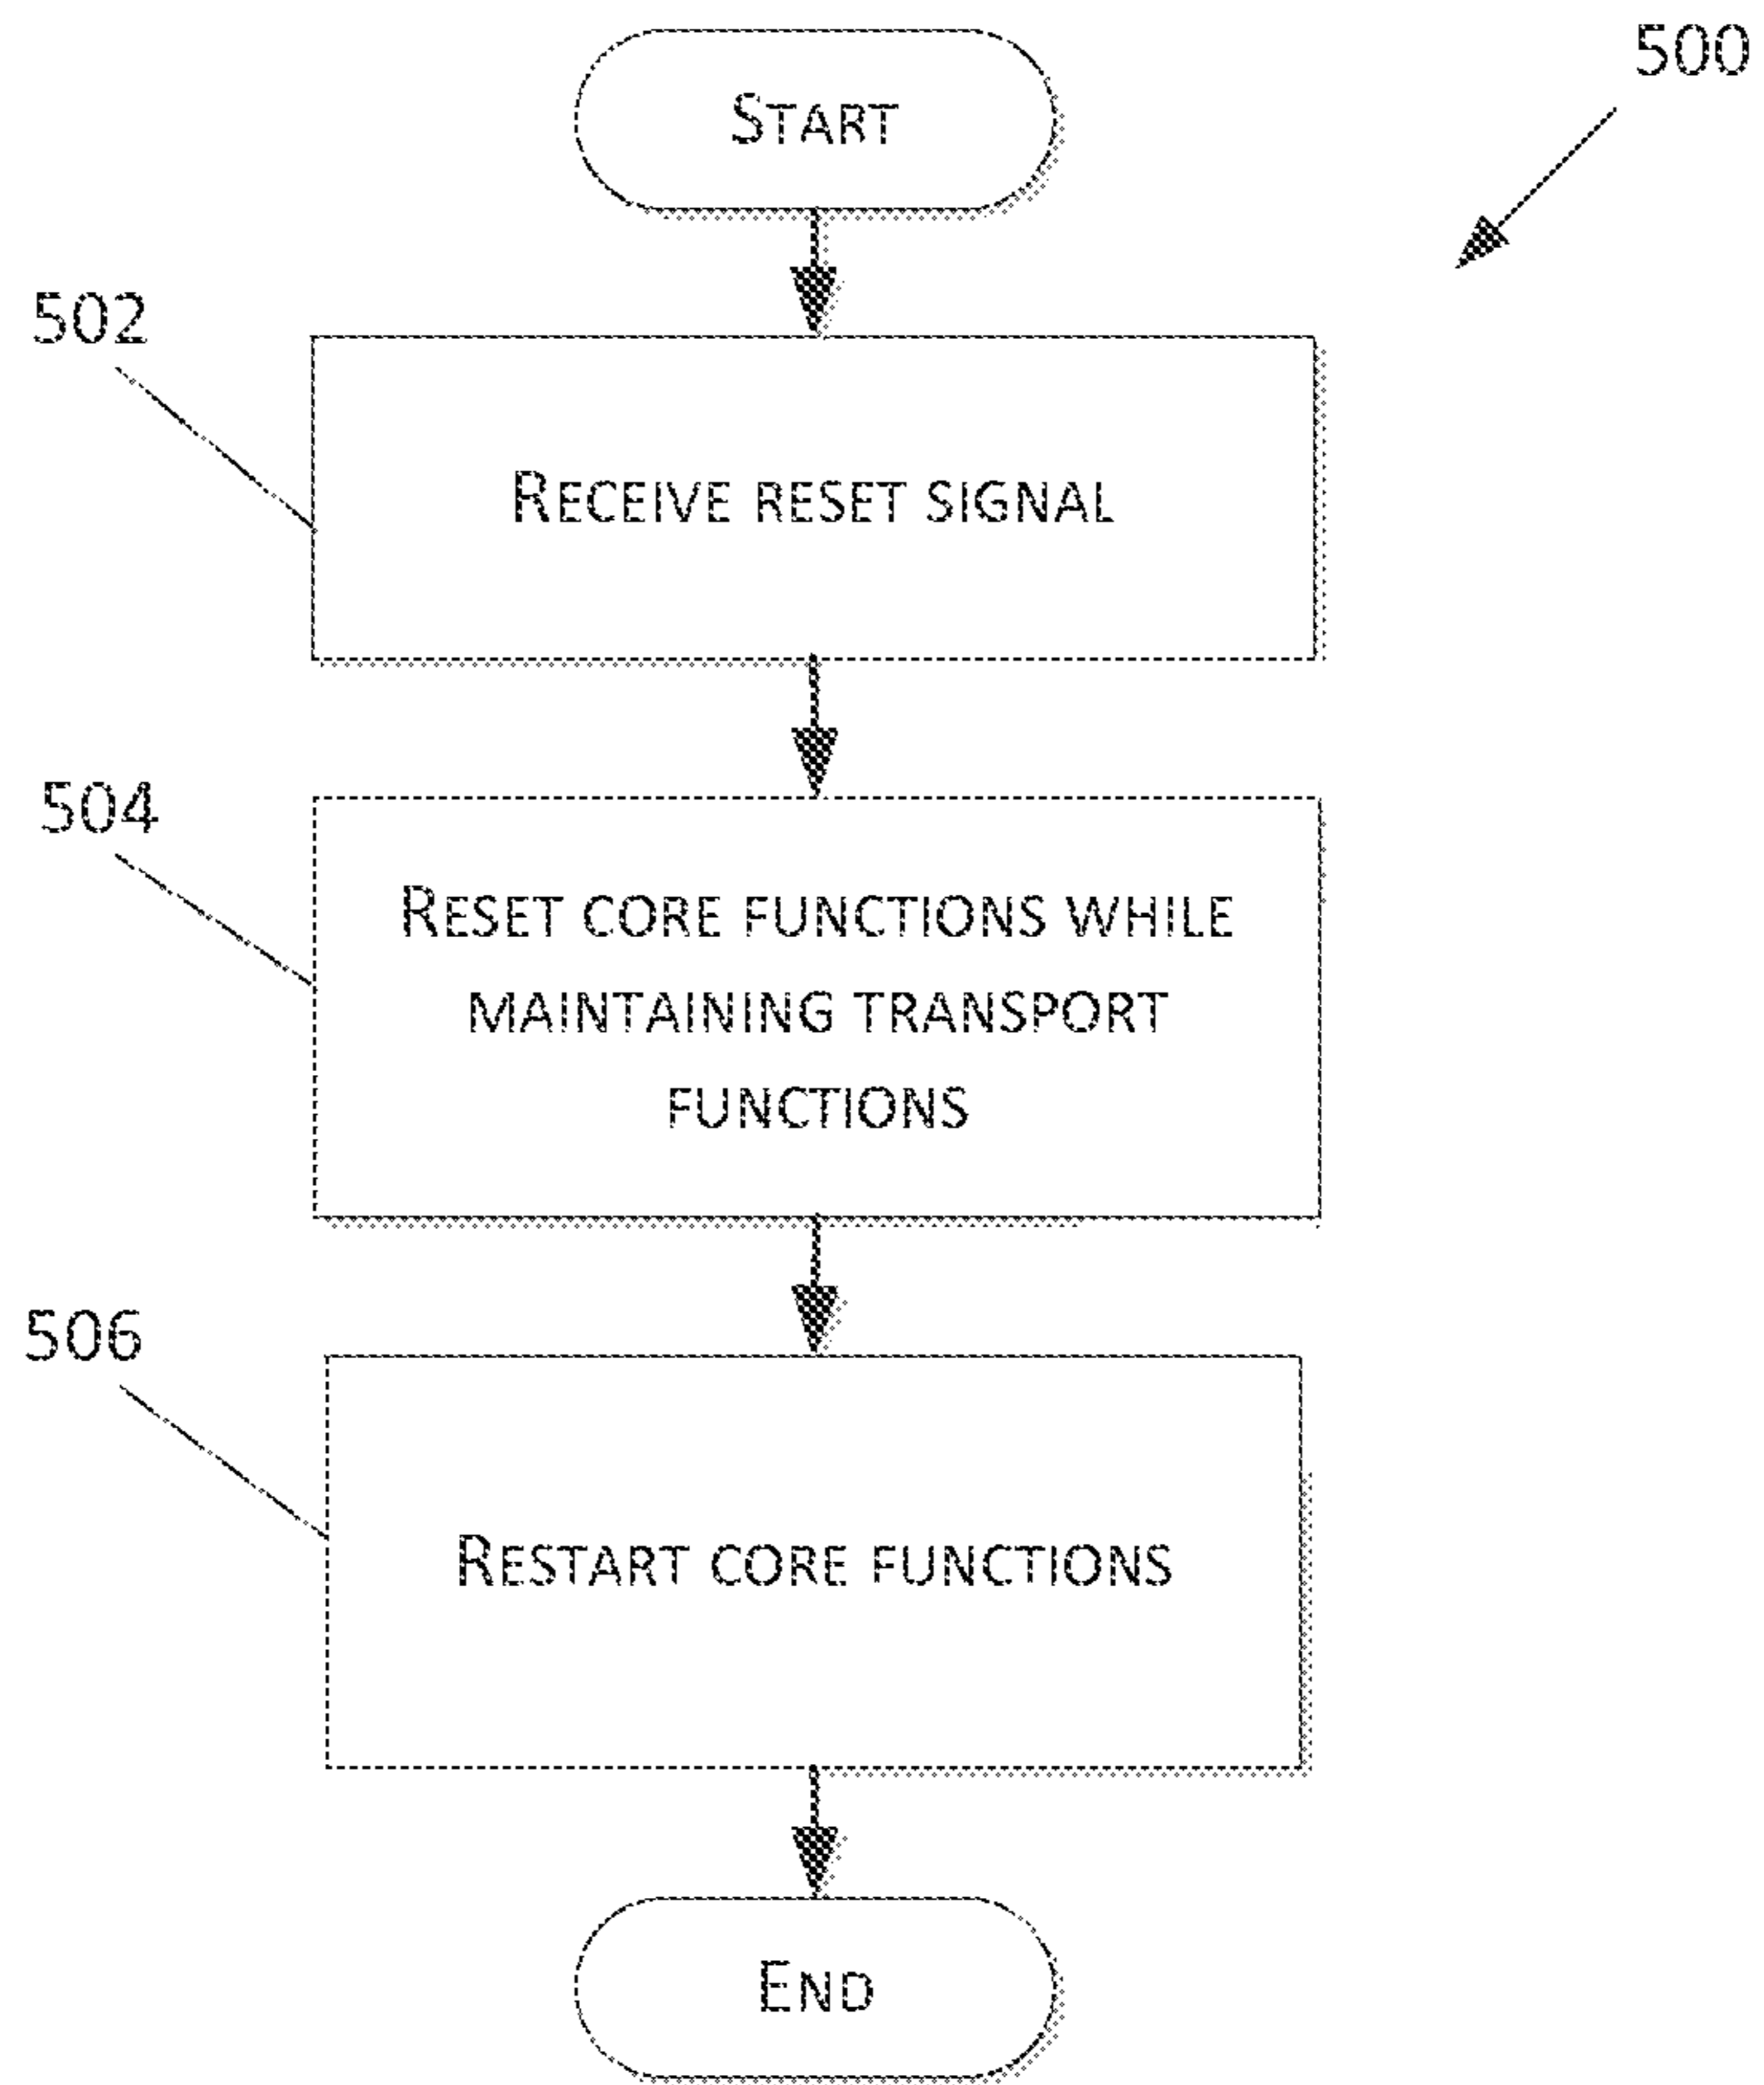 500
START
502
RECEIVE RESET SIGNAL
504
RESET CORE FUNCTIONS WHILE
MAINTAINING TRANSPORT
FUNCTIONS
506
RESTART CORE FUNCTIONS
END